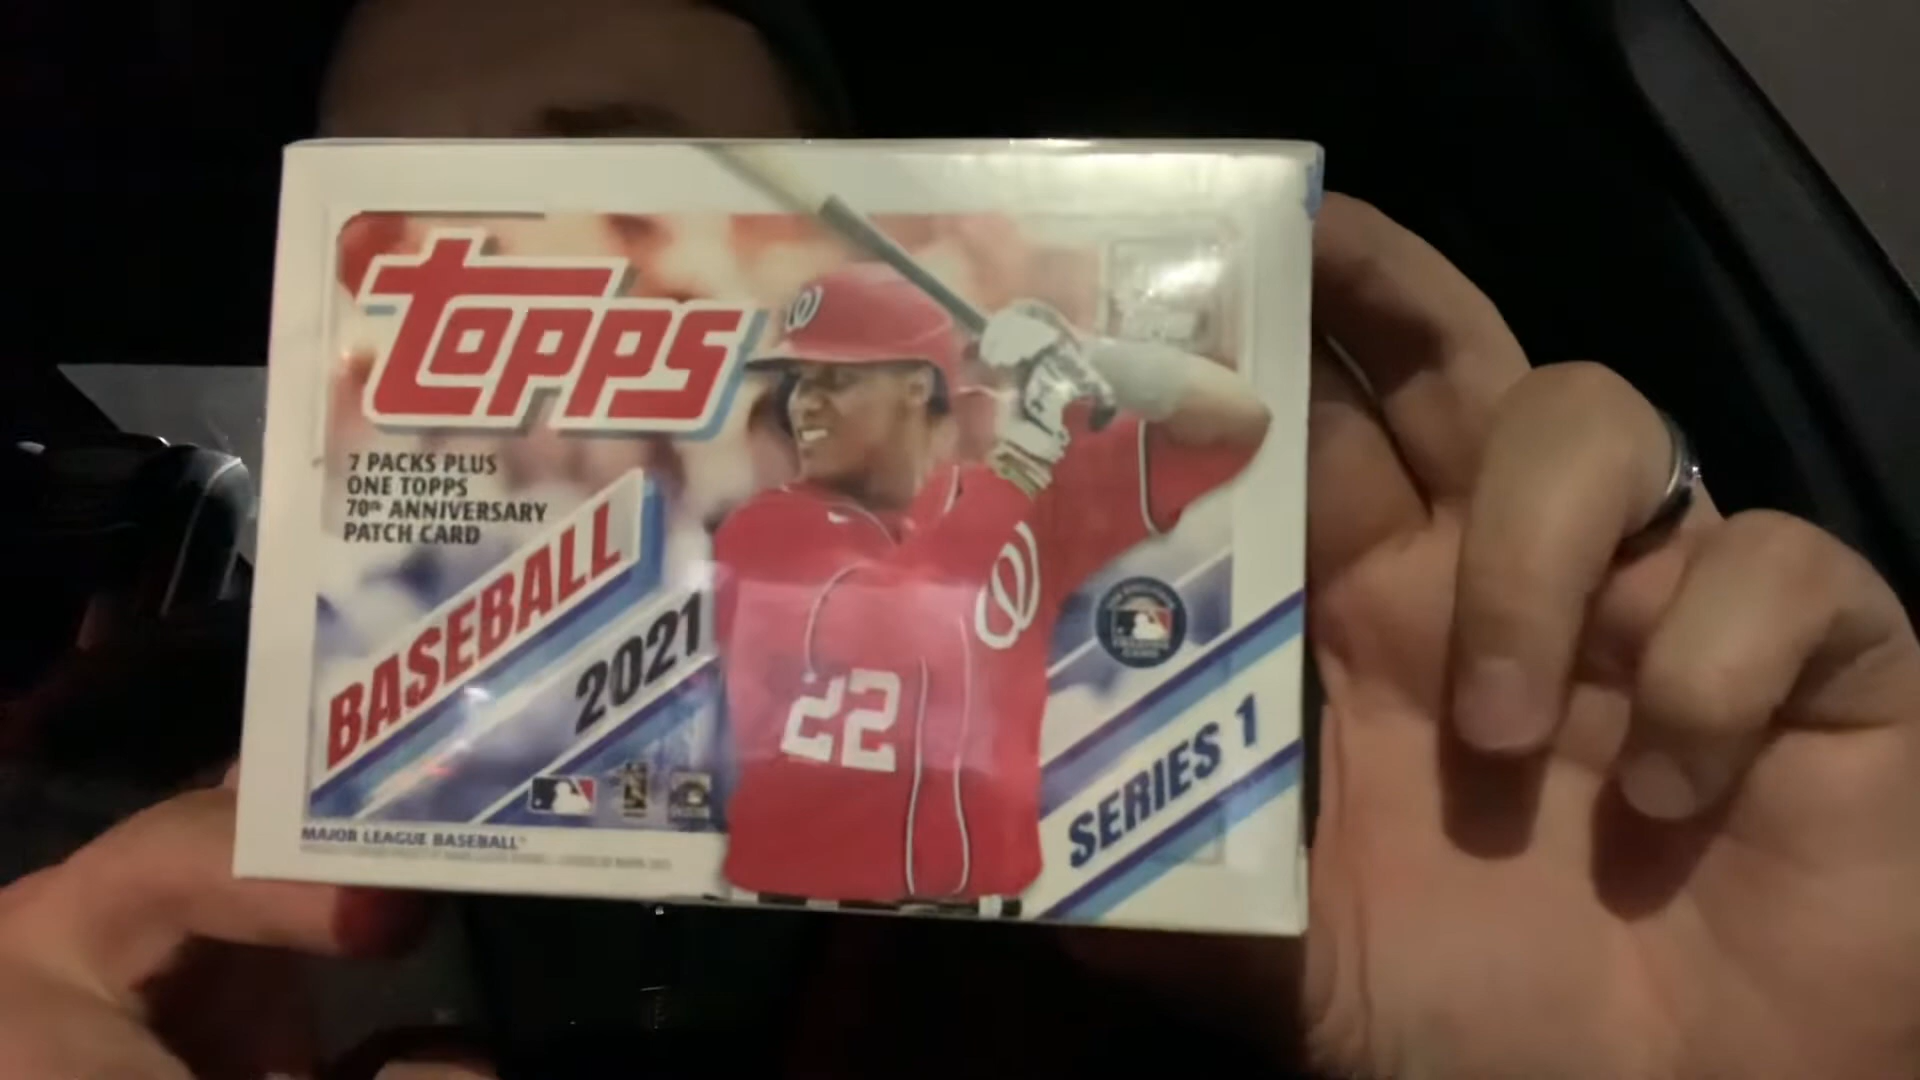 Topps
7 PACKS PLUS
ONE TOPPS
70th ANNIVERSARY
PATCH CARD
BASEBALL
2021
W
W
22
SERIES 1
MAJOR LEAGUE BASEBALL